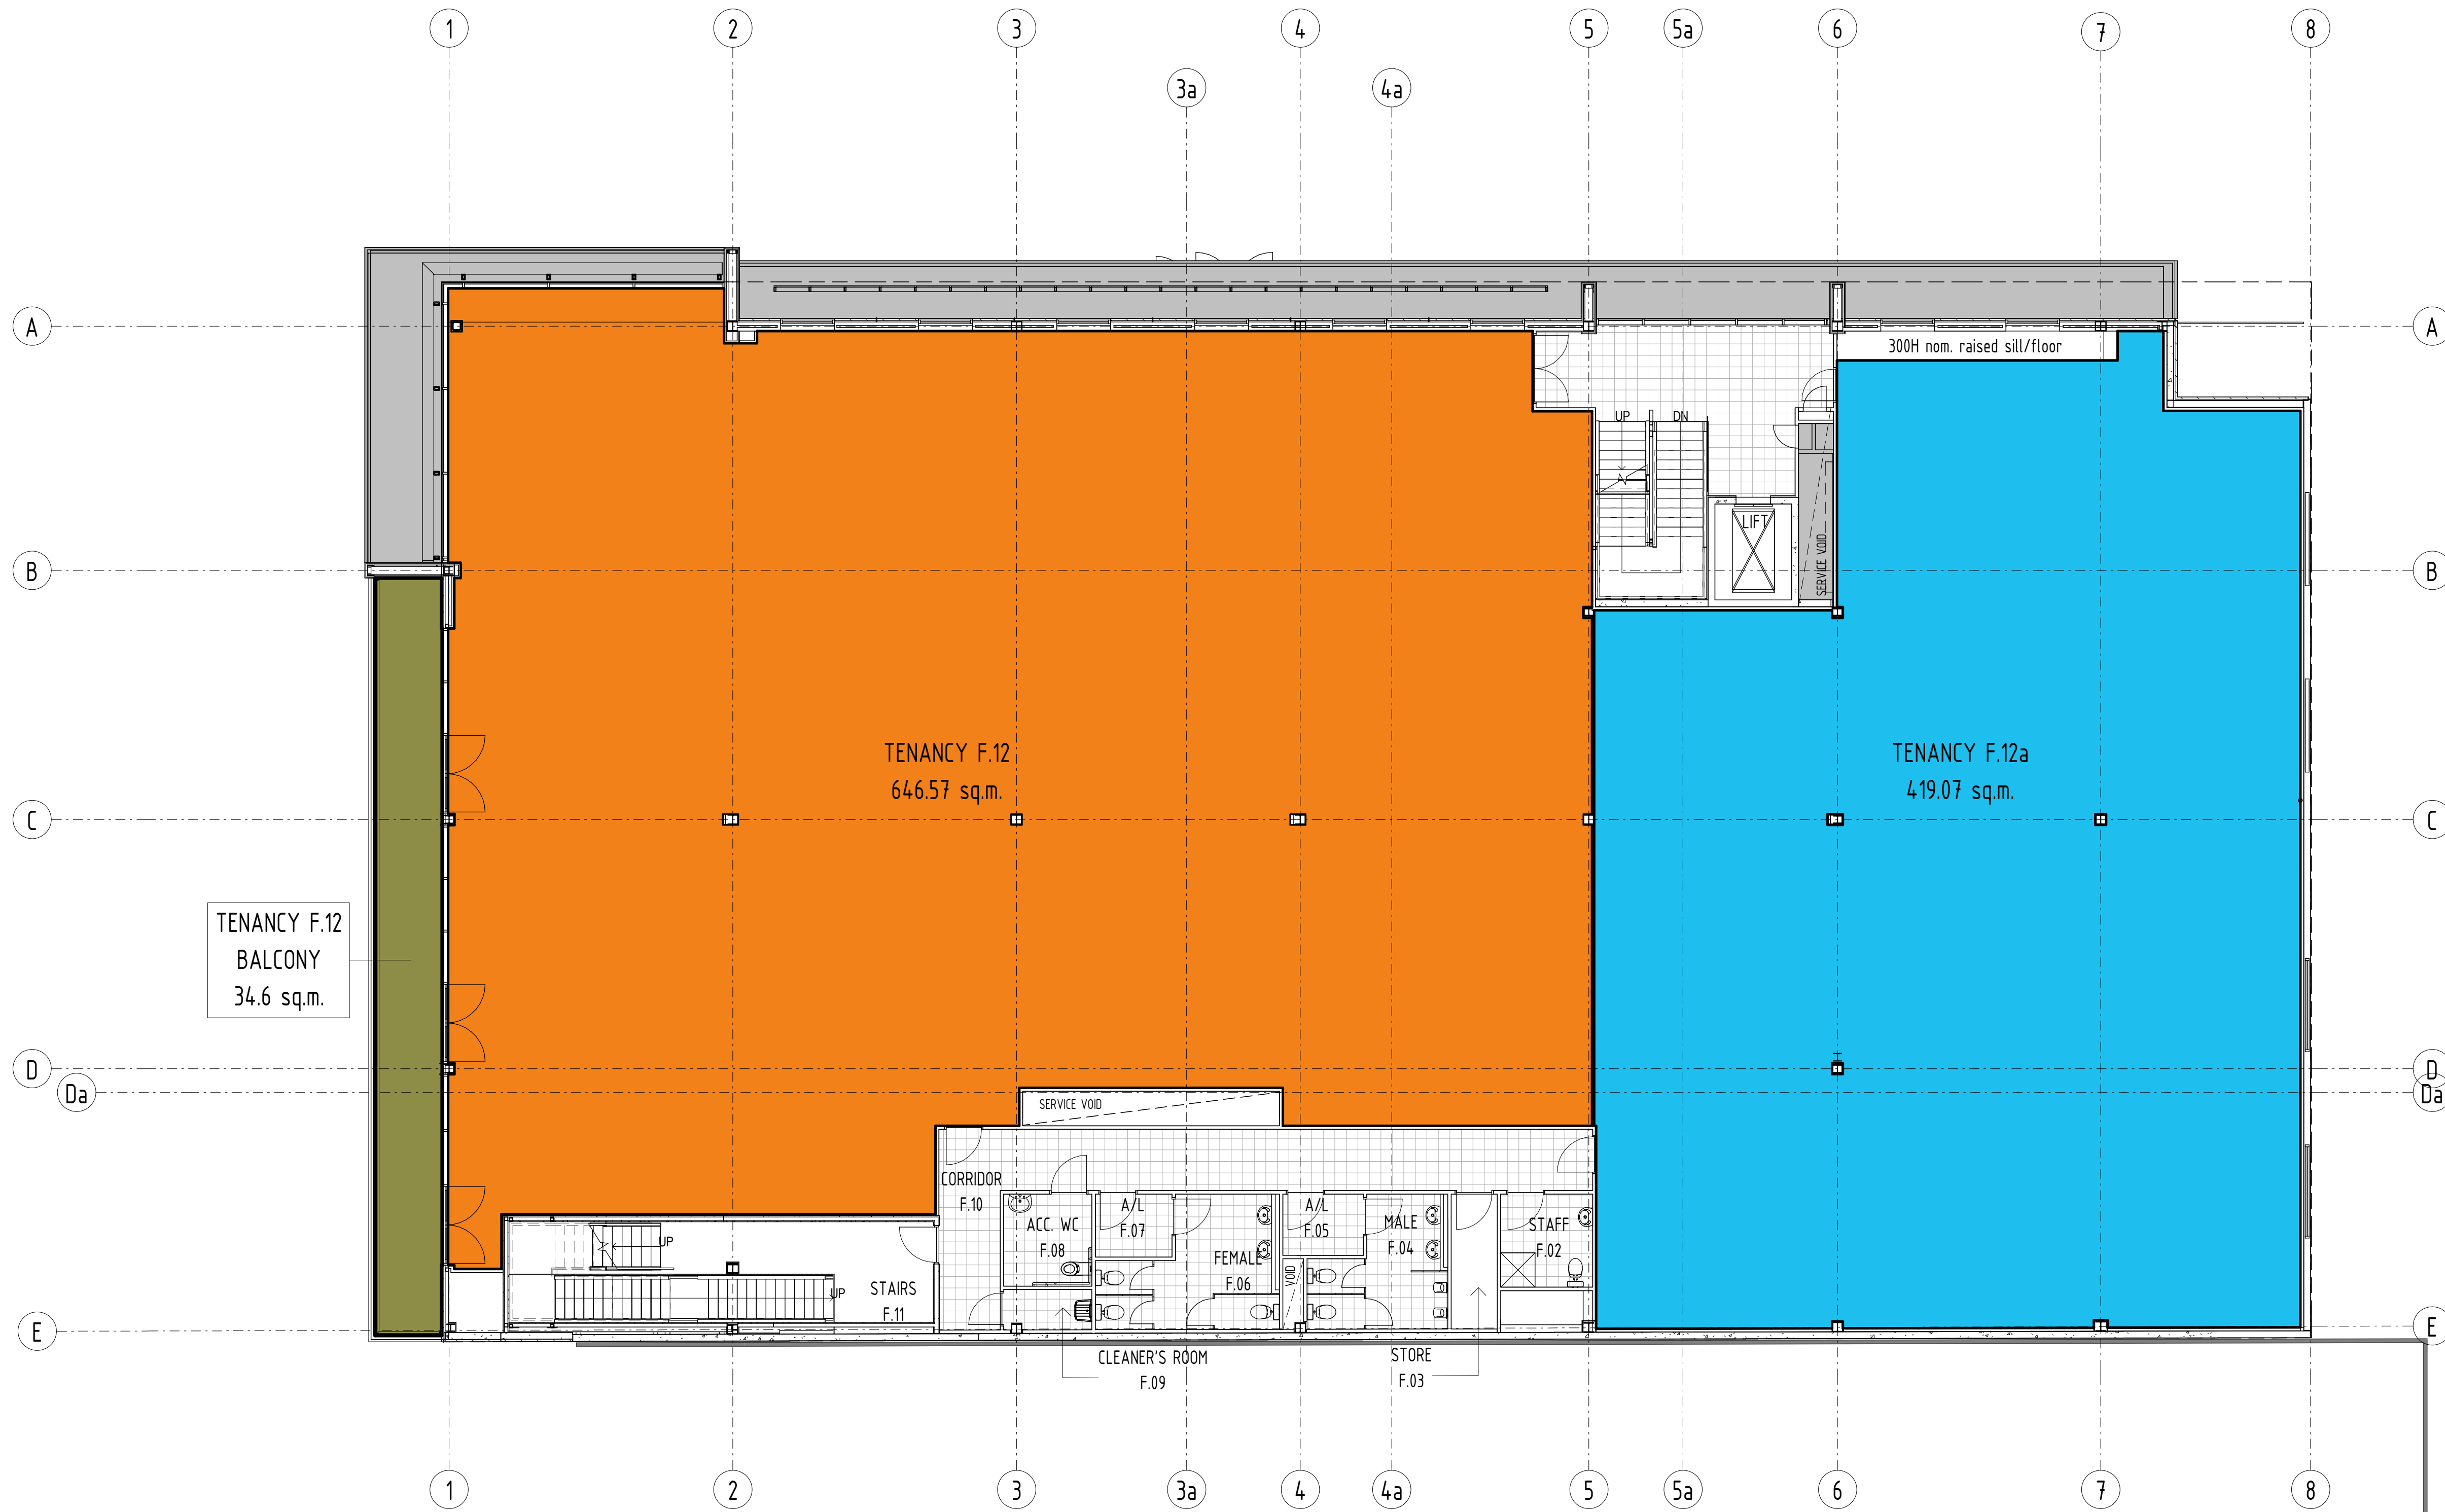 1 2 3 4 5 5a 6 7 8
3a 4a
A A
300H nom. raised sill/floor
UP DN
LIFT
SERVICE VOID
B B
TENANCY F.12
646.57 sq.m.
TENANCY F.12a
419.07 sq.m.
C C
TENANCY F.12
BALCONY
34.6 sq.m.
D D
Da Da
SERVICE VOID
CORRIDOR
F.10
ACC. WC
F.08
A/L
F.07
FEMALE
F.06
A/L
F.05
MALE
F.04
STAFF
F.02
VOID
UP
UP
STAIRS
F.11
E E
CLEANER'S ROOM
F.09
STORE
F.03
1 2 3 3a 4 4a 5 5a 6 7 8